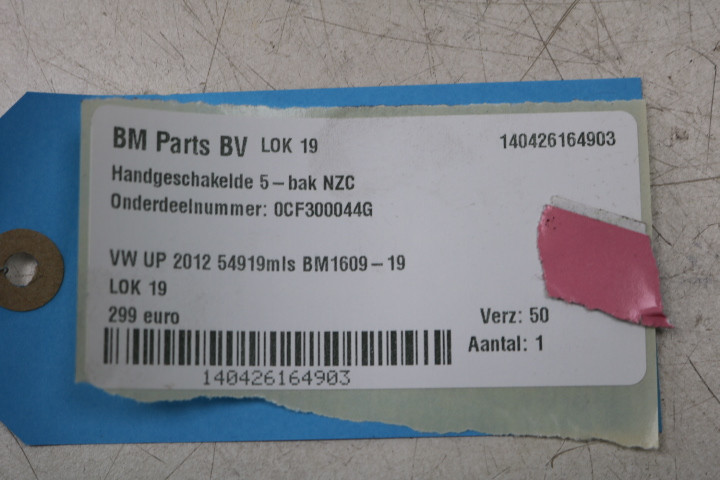 BM Parts BV LOK 19 140426164903
Handgeschakelde 5-bak NZC
Onderdeelnummer: 0CF300044G
VW UP 2012 54919mls BM1609-19
LOK 19
299 euro Verz: 50
Aantal: 1
140426164903